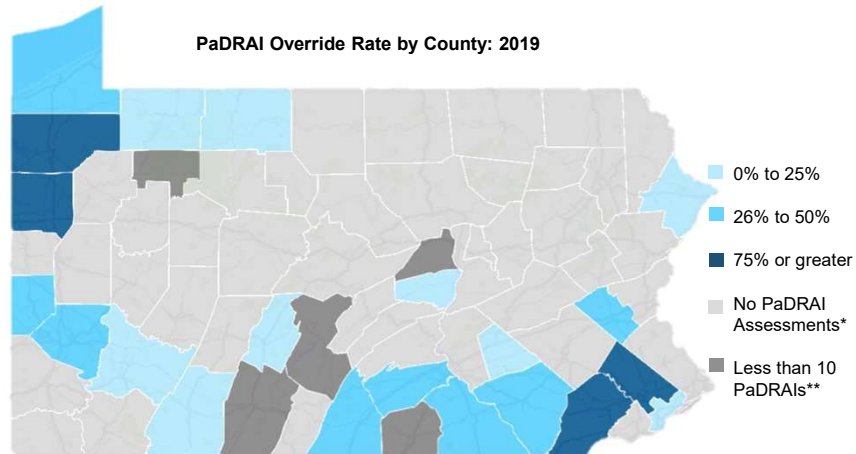 PaDRAI Override Rate by County: 2019
0% to 25%
26% to 50%
75% or greater
No PaDRAI
Assessments*
Less than 10
PaDRAIs**